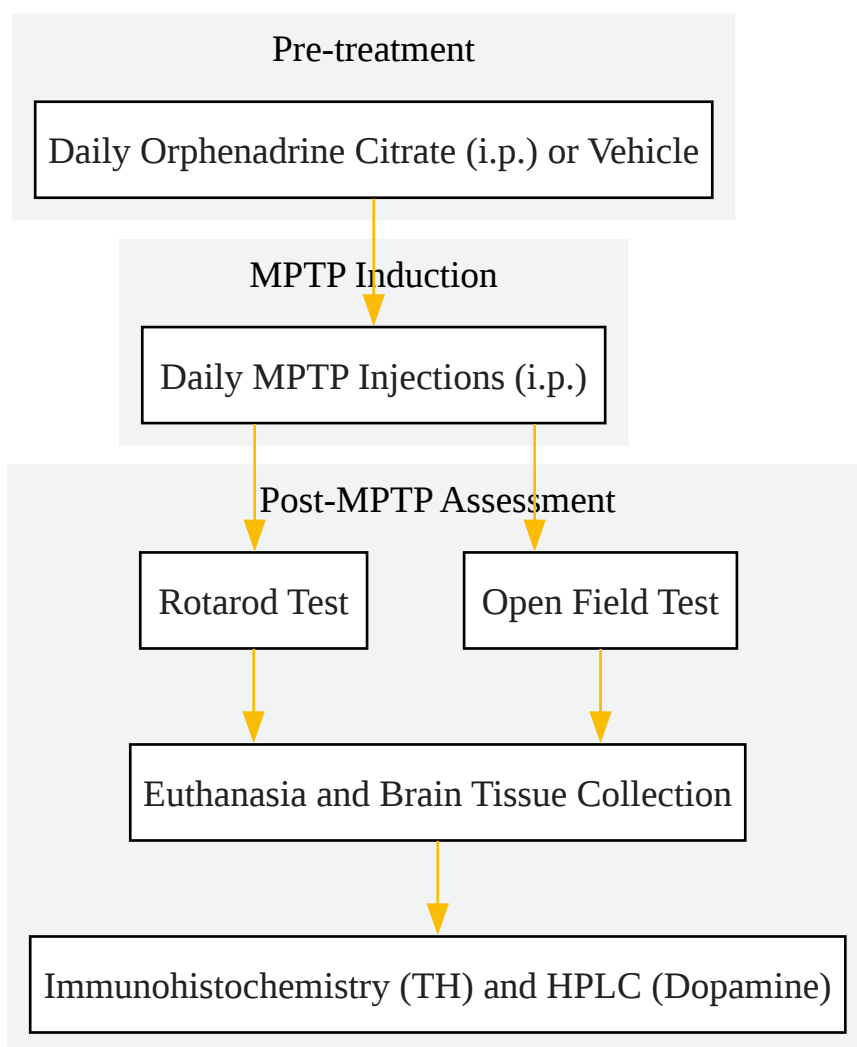 Pre-treatment
Daily Orphenadrine Citrate (i.p.) or Vehicle
MPTP Induction
Daily MPTP Injections (i.p.)
Post-MPTP Assessment
Rotarod Test
Open Field Test
Euthanasia and Brain Tissue Collection
Immunohistochemistry (TH) and HPLC (Dopamine)